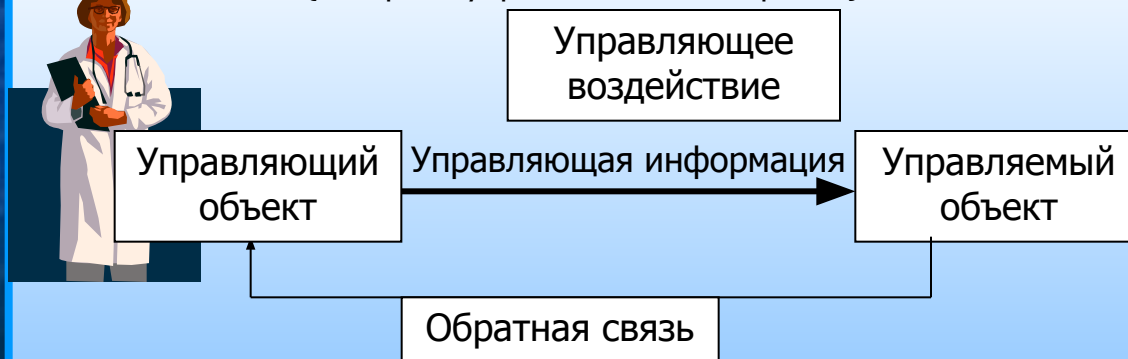 Управляющее
воздействие
Управляющий
объект
Управляющая информация
Управляемый
объект
Обратная связь